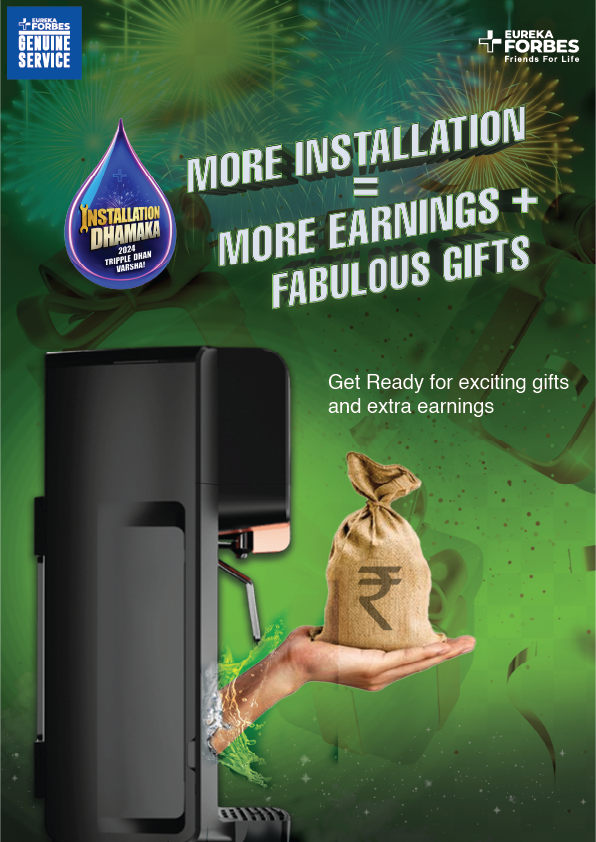 EUREKA
FORBES
GENUINE
SERVICE
EUREKA
FORBES
Friends For Life
MORE INSTALLATION
=
MORE EARNINGS +
FABULOUS GIFTS
INSTALLATION
DHAMAKA
2024
TRIPPLE DHAN
VARSHA!
Get Ready for exciting gifts
and extra earnings
₹